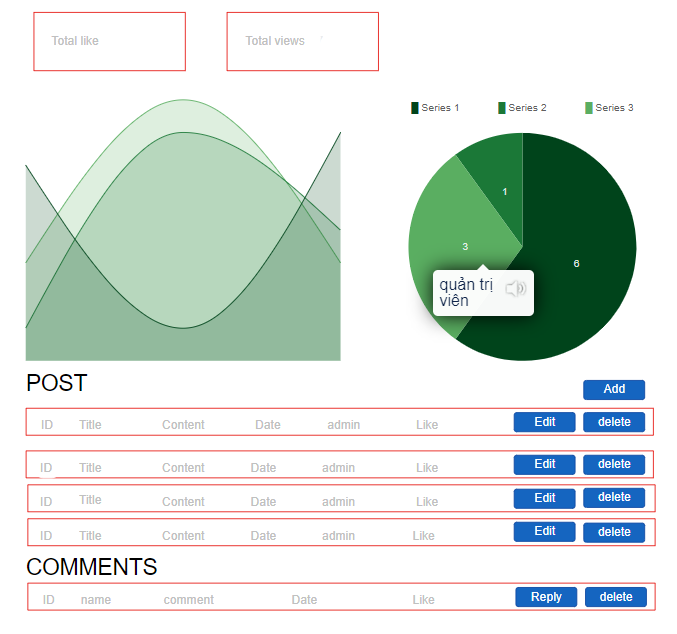 Total like
Total views
Series 1 Series 2 Series 3
1
3
6
quản trị
viên
POST
Add
ID Title Content Date admin Like Edit delete
ID Title Content Date admin Like Edit delete
ID Title Content Date admin Like Edit delete
ID Title Content Date admin Like Edit delete
COMMENTS
ID name comment Date Like Reply delete